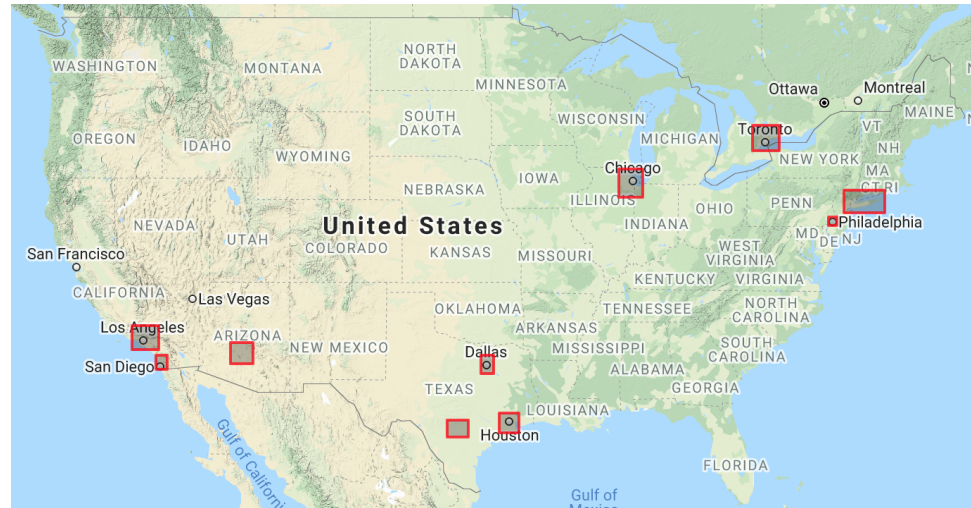 NORTH
DAKOTA
WASHINGTON
MONTANA
MINNESOTA
Ottawa
Montreal
MAINE
SOUTH
DAKOTA
WISCONSIN
MICHIGAN
Toronto
VT
NH
OREGON
IDAHO
WYOMING
NEW YORK
MA
CT RI
IOWA
Chicago
NEBRASKA
ILLINOIS
INDIANA
OHIO
PENN
Philadelphia
MD
DE
NJ
NEVADA
UTAH
United States
COLORADO
KANSAS
MISSOURI
WEST
VIRGINIA
San Francisco
KENTUCKY
VIRGINIA
CALIFORNIA
Las Vegas
OKLAHOMA
TENNESSEE
NORTH
CAROLINA
Los Angeles
ARIZONA
NEW MEXICO
ARKANSAS
MISSISSIPPI
SOUTH
CAROLINA
San Diego
Dallas
ALABAMA
TEXAS
GEORGIA
LOUISIANA
Houston
Gulf of
FLORIDA
Gulf of